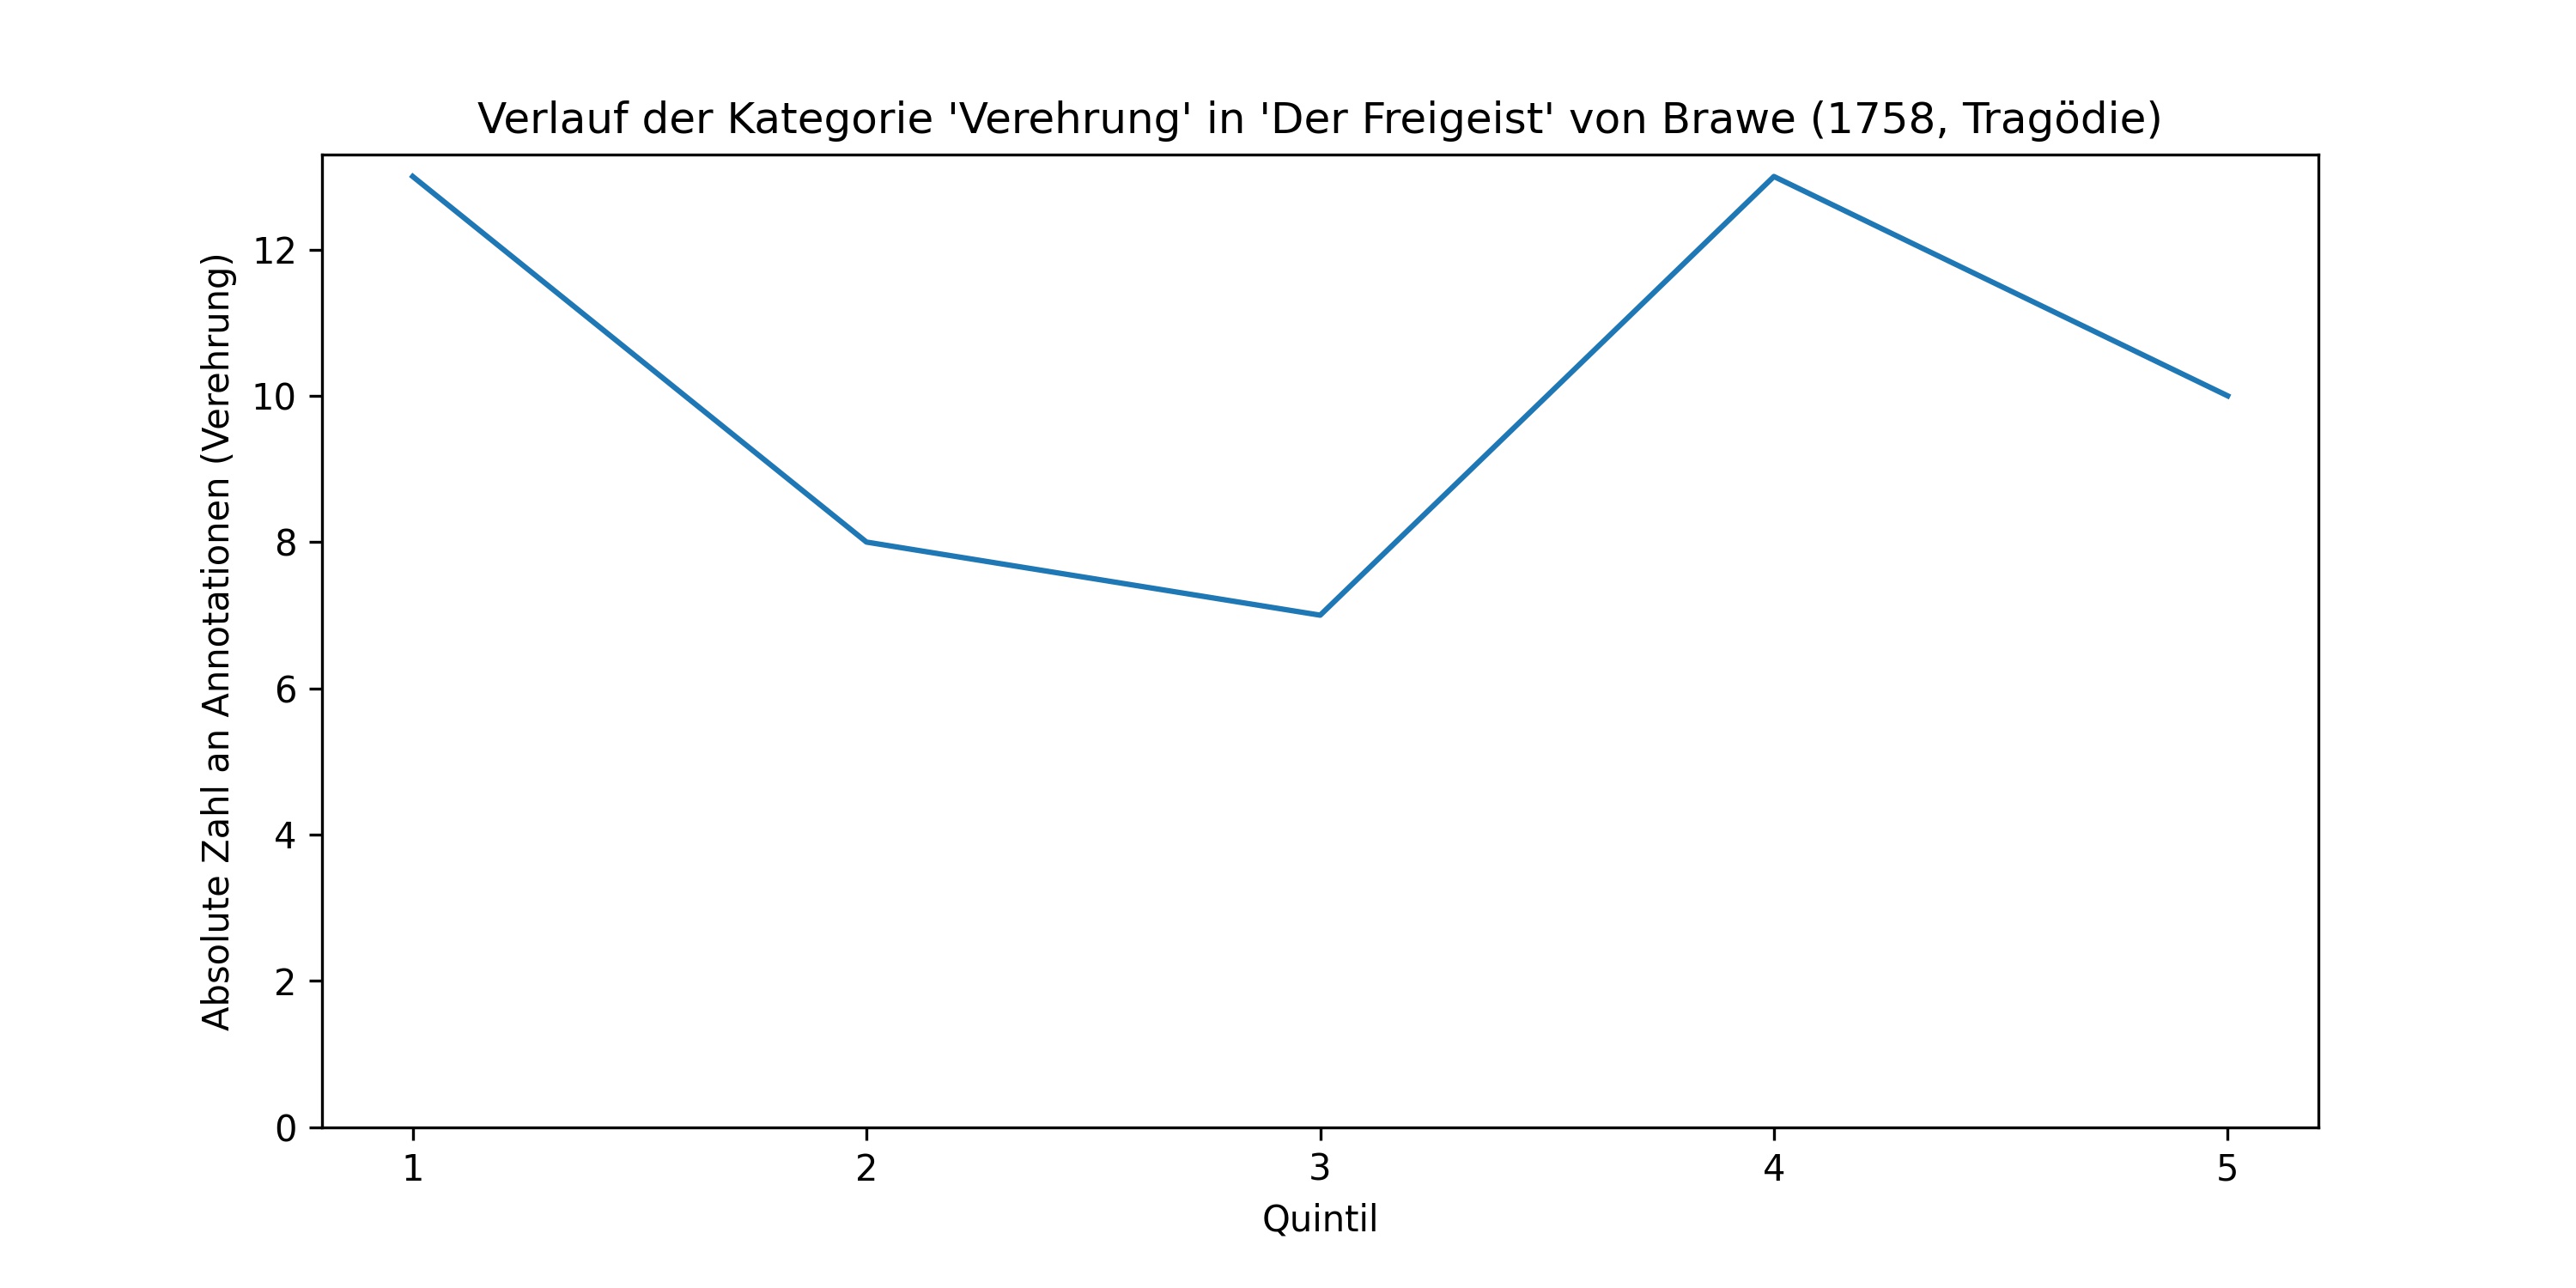 Verlauf der Kategorie 'Verehrung' in 'Der Freigeist' von Brawe (1758, Tragödie)
Absolute Zahl an Annotationen (Verehrung)
12
10
8
6
4
2
0
1 2 3 4 5
Quintil